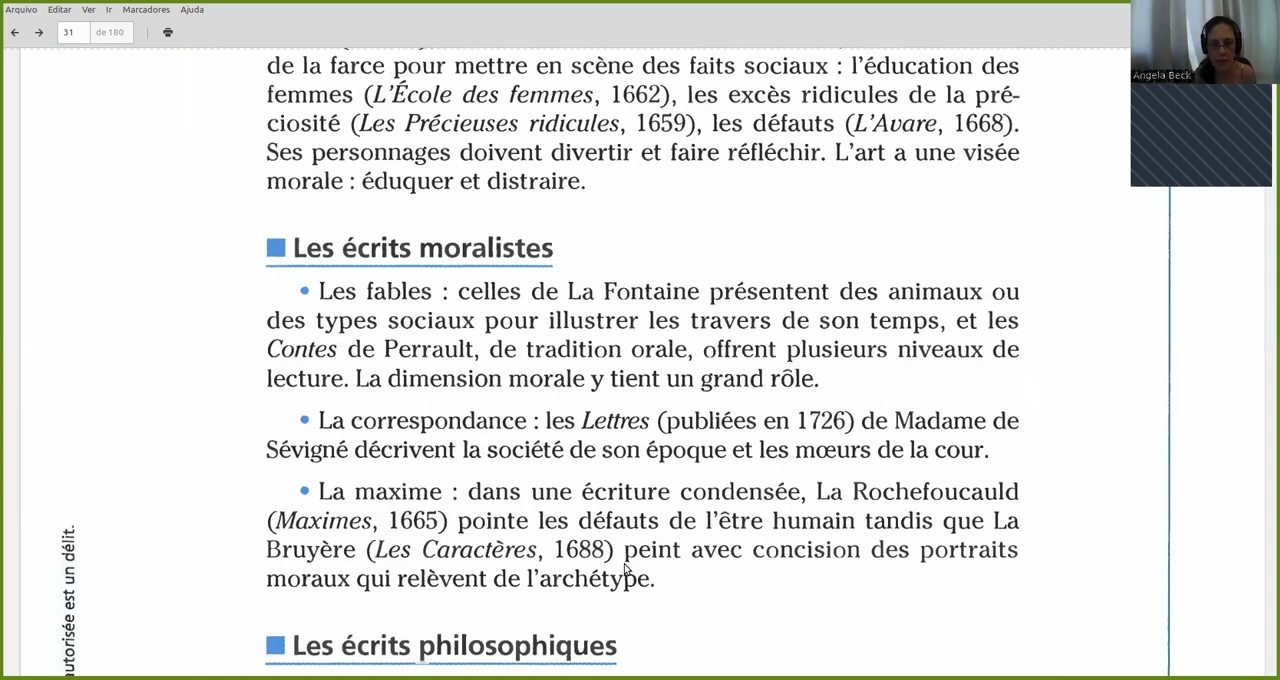 Arquivo Editar Ver Ir Marcadores Ajuda
31 de 180
Angela Beck
de la farce pour mettre en scène des faits sociaux : l’éducation des
femmes (L’École des femmes, 1662), les excès ridicules de la pré-
ciosité (Les Précieuses ridicules, 1659), les défauts (L’Avare, 1668).
Ses personnages doivent divertir et faire réfléchir. L’art a une visée
morale : éduquer et distraire.
Les écrits moralistes
• Les fables : celles de La Fontaine présentent des animaux ou
des types sociaux pour illustrer les travers de son temps, et les
Contes de Perrault, de tradition orale, offrent plusieurs niveaux de
lecture. La dimension morale y tient un grand rôle.
• La correspondance : les Lettres (publiées en 1726) de Madame de
Sévigné décrivent la société de son époque et les mœurs de la cour.
• La maxime : dans une écriture condensée, La Rochefoucauld
(Maximes, 1665) pointe les défauts de l’être humain tandis que La
Bruyère (Les Caractères, 1688) peint avec concision des portraits
moraux qui relèvent de l’archétype.
Les écrits philosophiques
autorisée est un délit.